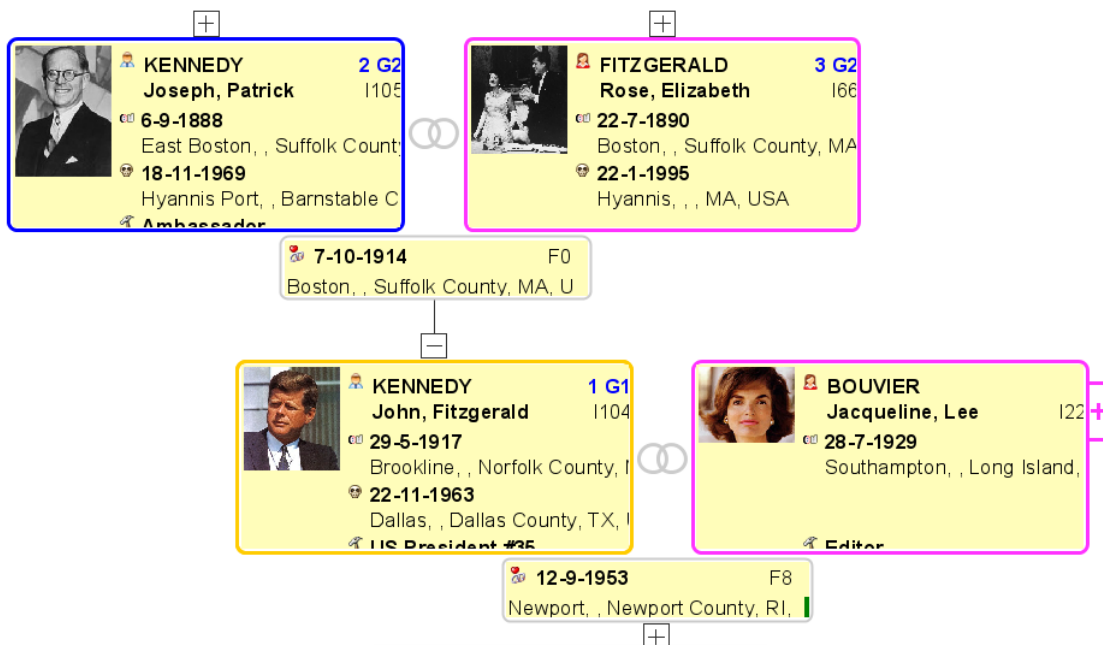 KENNEDY 2 G2
Joseph, Patrick I105
6-9-1888
East Boston, , Suffolk County
18-11-1969
Hyannis Port, , Barnstable C
Ambassador
FITZGERALD 3 G2
Rose, Elizabeth I66
22-7-1890
Boston, , Suffolk County, MA
22-1-1995
Hyannis, , , MA, USA
7-10-1914 F0
Boston, , Suffolk County, MA, U
KENNEDY 1 G1
John, Fitzgerald I104
29-5-1917
Brookline, , Norfolk County,
22-11-1963
Dallas, , Dallas County, TX,
US President #35
BOUVIER
Jacqueline, Lee I22
28-7-1929
Southampton, , Long Island,
Editor
12-9-1953 F8
Newport, , Newport County, RI,